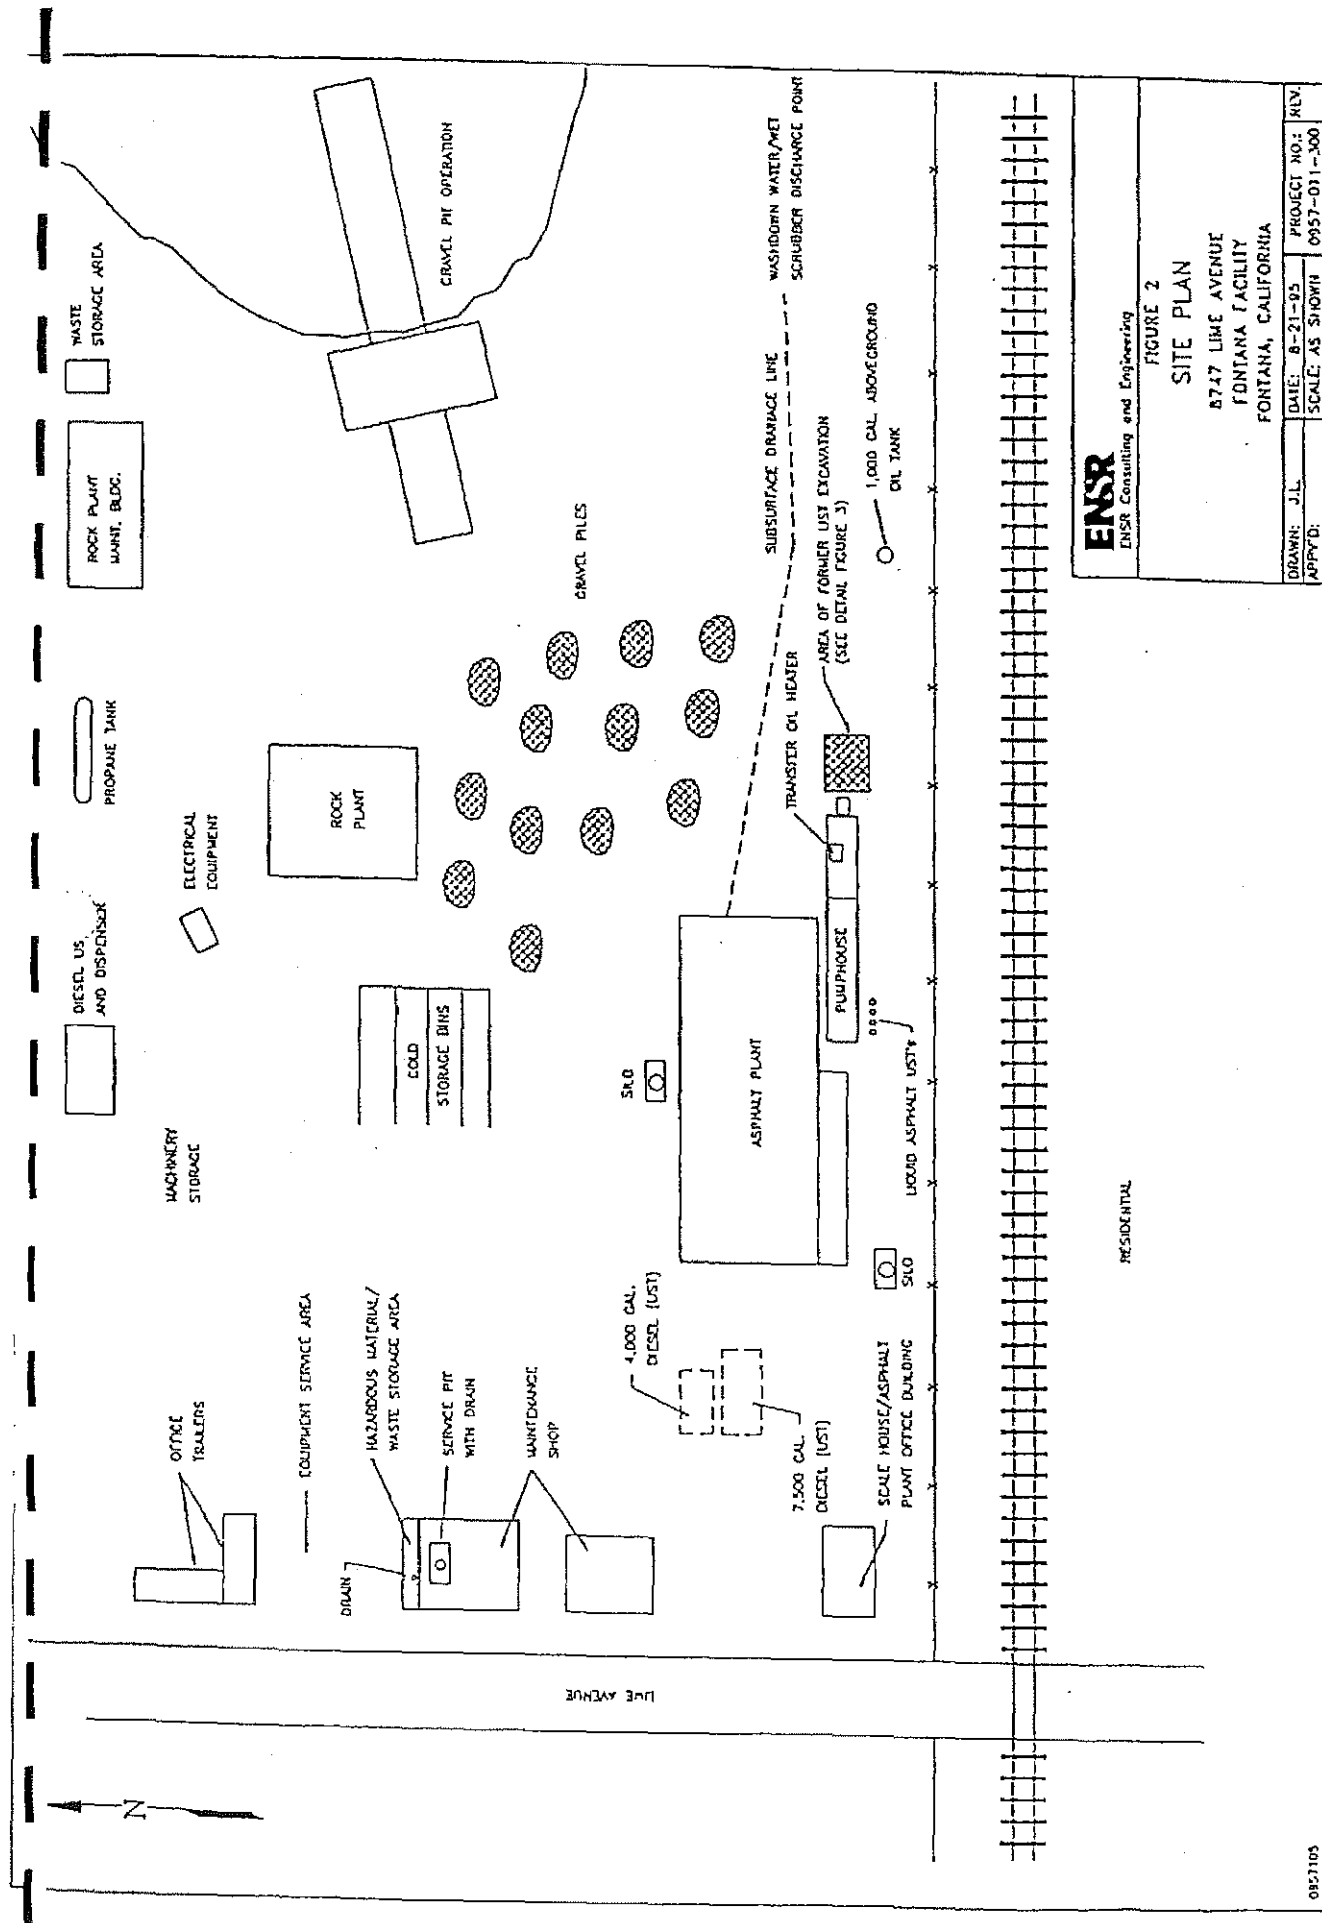 WASTE
STORAGE AREA
ROCK PLANT
MAINT. BLDG.
PROPANE TANK
DIESEL US
AND DISPENSER
ELECTRICAL
EQUIPMENT
MACHINERY
STORAGE
OFFICE
TRAILERS
EQUIPMENT SERVICE AREA
HAZARDOUS MATERIAL/
WASTE STORAGE AREA
DRAIN
SERVICE PIT
WITH DRAIN
MAINTENANCE
SHOP
GRAVEL PIT OPERATION
ROCK
PLANT
GRAVEL PILES
COLD
STORAGE BINS
SILO
ASPHALT PLANT
4,000 GAL.
DIESEL (UST)
7,500 GAL.
DIESEL (UST)
WASHDOWN WATER/WET
SCRUBBER DISCHARGE POINT
SUBSURFACE DRAINAGE LINE
1,000 GAL. ABOVEGROUND
OIL TANK
AREA OF FORMER UST EXCAVATION
(SEE DETAIL FIGURE 3)
TRANSFER OIL HEATER
PUMPHOUSE
LIQUID ASPHALT UST's
SILO
SCALE HOUSE/ASPHALT
PLANT OFFICE BUILDING
LIME AVENUE
N
RESIDENTIAL
ENSR
ENSR Consulting and Engineering
FIGURE 2
SITE PLAN
8747 LIME AVENUE
FONTANA FACILITY
FONTANA, CALIFORNIA
DRAWN: J.L. DATE: 8-21-95 PROJECT NO.: REV.
APPV'D: SCALE: AS SHOWN 0957-031-300
0957105